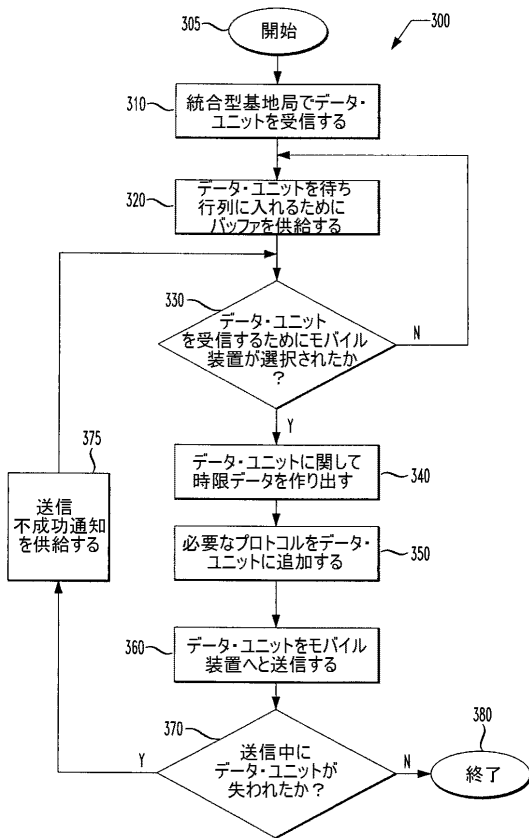 305
開始
300
310
統合型基地局でデータ・
ユニットを受信する
320
データ・ユニットを待ち
行列に入れるために
バッファを供給する
330
データ・ユニット
を受信するためにモバイル
装置が選択されたか
?
N
Y
375
送信
不成功通知
を供給する
データ・ユニットに関して
時限データを作り出す
340
必要なプロトコルをデータ・
ユニットに追加する
350
360
データ・ユニットをモバイル
装置へと送信する
370
Y
送信中に
データ・ユニットが
失われたか?
N
380
終了